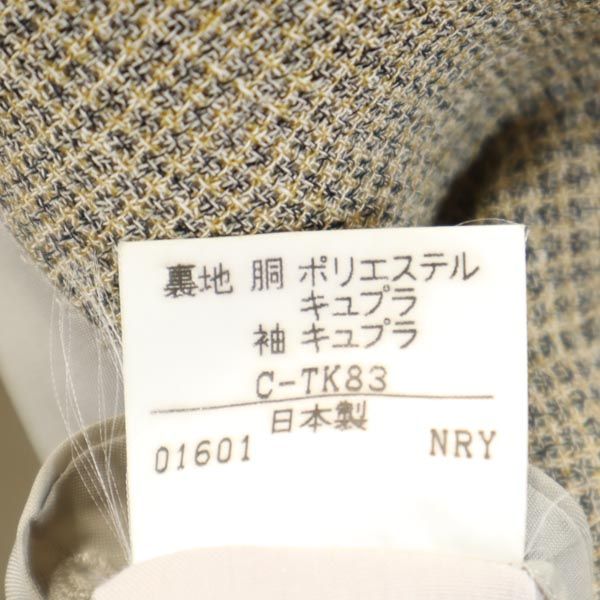 裏地 胴 ポリエステル
キュプラ
袖 キュプラ
C-TK83
日本製
01601 NRY